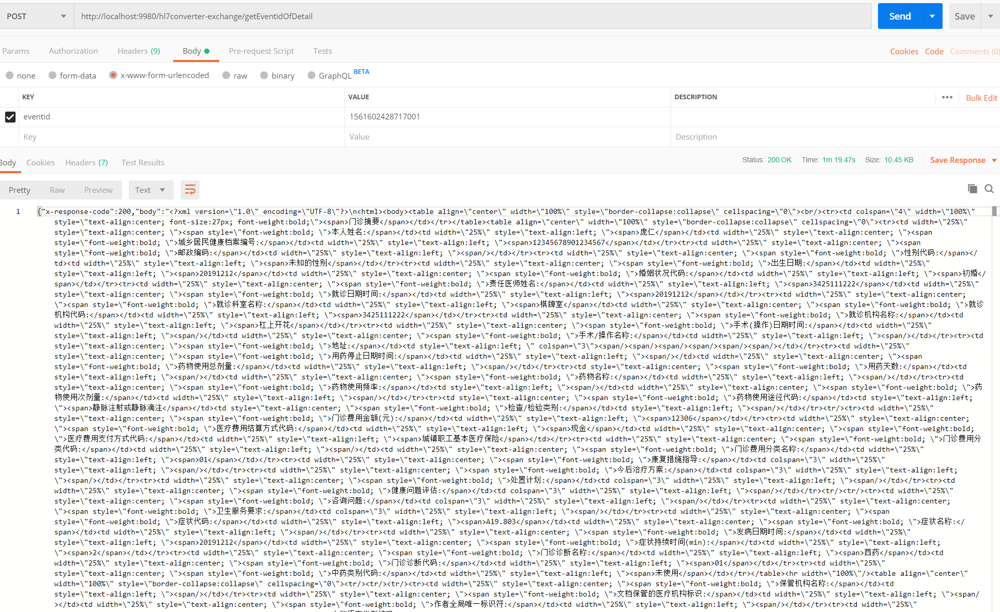 POST http://localhost:9980/hl7converter-exchange/getEventidOfDetail Send Save
Params Authorization Headers (9) Body Pre-request Script Tests Cookies Code Comments (0)
none form-data x-www-form-urlencoded raw binary GraphQL BETA
KEY VALUE DESCRIPTION ••• Bulk Edit
eventid 1561602428717001
Key Value Description
Body Cookies Headers (7) Test Results Status: 200 OK Time: 1m 19.47s Size: 10.45 KB Save Response
Pretty Raw Preview Text
1 {"x-response-code":200,"body":"<?xml version=\"1.0\" encoding=\"UTF-8\"?>\n<html><body><table align=\"center\" width=\"100%\" style=\"border-collapse:collapse\" cellspacing=\"0\"><br/><tr><td colspan=\"4\" width=\"100%\"
style=\"text-align:center; font-size:27px; font-weight:bold;\"><span>门诊摘要</span></td></tr></table><table align=\"center\" width=\"100%\" style=\"border-collapse:collapse\" cellspacing=\"0\"><tr><td width=\"25%\"
style=\"text-align:center; \"><span style=\"font-weight:bold; \">本人姓名:</span></td><td width=\"25%\" style=\"text-align:left; \"><span>庞仁</span></td><td width=\"25%\" style=\"text-align:center; \"><span
style=\"font-weight:bold; \">城乡居民健康档案编号:</span></td><td width=\"25%\" style=\"text-align:left; \"><span>12345678901234567</span></td></tr><tr><td width=\"25%\" style=\"text-align:center; \"><span
style=\"font-weight:bold; \">邮政编码:</span></td><td width=\"25%\" style=\"text-align:left; \"><span/></td></tr><tr><td width=\"25%\" style=\"text-align:center; \"><span style=\"font-weight:bold; \">性别代码:</span></
td><td width=\"25%\" style=\"text-align:left; \"><span>未知的性别</span></td></tr><tr><td width=\"25%\" style=\"text-align:center; \"><span style=\"font-weight:bold; \">出生日期:</span></td><td width=\"25%\"
style=\"text-align:left; \"><span>20191212</span></td><td width=\"25%\" style=\"text-align:center; \"><span style=\"font-weight:bold; \">婚姻状况代码:</span></td><td width=\"25%\" style=\"text-align:left; \"><span>初婚</
span></td></tr><tr><td width=\"25%\" style=\"text-align:center; \"><span style=\"font-weight:bold; \">责任医师姓名:</span></td><td width=\"25%\" style=\"text-align:left; \"><span>3425111222</span></td><td width=\"25%\"
style=\"text-align:center; \"><span style=\"font-weight:bold; \">就诊日期时间:</span></td><td width=\"25%\" style=\"text-align:left; \"><span>20191212</span></td></tr><tr><td width=\"25%\" style=\"text-align:center;
\"><span style=\"font-weight:bold; \">就诊科室名称:</span></td><td width=\"25%\" style=\"text-align:left; \"><span>棋牌室</span></td><td width=\"25%\" style=\"text-align:center; \"><span style=\"font-weight:bold; \">就诊
机构代码:</span></td><td width=\"25%\" style=\"text-align:left; \"><span>3425111222</span></td></tr><tr><td width=\"25%\" style=\"text-align:center; \"><span style=\"font-weight:bold; \">就诊机构名称:</span></td><td
width=\"25%\" style=\"text-align:left; \"><span>杠上开花</span></td></tr><tr><td width=\"25%\" style=\"text-align:center; \"><span style=\"font-weight:bold; \">手术(操作)日期时间:</span></td><td width=\"25%\"
style=\"text-align:left; \"><span/></td><td width=\"25%\" style=\"text-align:center; \"><span style=\"font-weight:bold; \">手术/操作名称:</span></td><td width=\"25%\" style=\"text-align:left; \"><span/></td></tr><tr><td
style=\"text-align:center; \"><span style=\"font-weight:bold; \">地址:</span></td><td style=\"text-align:left; \" colspan=\"3\"><span/><span/><span/><span/><span/><span/></td></tr><tr><td width=\"25%\"
style=\"text-align:center; \"><span style=\"font-weight:bold; \">用药停止日期时间:</span></td><td width=\"25%\" style=\"text-align:left; \"><span/></td><td width=\"25%\" style=\"text-align:center; \"><span
style=\"font-weight:bold; \">药物使用总剂量:</span></td><td width=\"25%\" style=\"text-align:left; \"><span/></td></tr><tr><td style=\"text-align:center; \"><span style=\"font-weight:bold; \">用药天数:</span></td><td
style=\"text-align:left; \"><span/></td><td width=\"25%\" style=\"text-align:center; \"><span style=\"font-weight:bold; \">药物名称:</span></td><td width=\"25%\" style=\"text-align:left; \"><span/></td></tr><tr><td
style=\"text-align:center; \"><span style=\"font-weight:bold; \">药物使用频率:</span></td><td style=\"text-align:left; \"><span/></td><td width=\"25%\" style=\"text-align:center; \"><span style=\"font-weight:bold; \">药
物使用次剂量:</span></td><td width=\"25%\" style=\"text-align:left; \"><span/></td></tr><tr><td style=\"text-align:center; \"><span style=\"font-weight:bold; \">药物使用途径代码:</span></td><td style=\"text-align:left;
\"><span>静脉注射或静脉滴注</span></td><td style=\"text-align:center; \"><span style=\"font-weight:bold; \">检查/检验类别:</span></td><td style=\"text-align:left; \"><span/></td></tr><tr/><tr><td width=\"25%\"
style=\"text-align:center; \"><span style=\"font-weight:bold; \">门诊费用金额(元):</span></td><td width=\"25%\" style=\"text-align:left; \"><span>12306</span></td></tr><tr><td width=\"25%\" style=\"text-align:center;
\"><span style=\"font-weight:bold; \">医疗费用结算方式代码:</span></td><td width=\"25%\" style=\"text-align:left; \"><span>现金</span></td><td width=\"25%\" style=\"text-align:center; \"><span style=\"font-weight:bold;
\">医疗费用支付方式代码:</span></td><td width=\"25%\" style=\"text-align:left; \"><span>城镇职工基本医疗保险</span></td></tr><tr><td width=\"25%\" style=\"text-align:center; \"><span style=\"font-weight:bold; \">门诊费用分
类代码:</span></td><td width=\"25%\" style=\"text-align:left; \"><span/></td><td width=\"25%\" style=\"text-align:center; \"><span style=\"font-weight:bold; \">门诊费用分类名称:</span></td><td width=\"25%\"
style=\"text-align:left; \"><span>01</span></td></tr><tr><td width=\"25%\" style=\"text-align:center; \"><span style=\"font-weight:bold; \">康复措施指导:</span></td><td colspan=\"3\" width=\"25%\"
style=\"text-align:left; \"><span/></td></tr><tr><td width=\"25%\" style=\"text-align:center; \"><span style=\"font-weight:bold; \">今后治疗方案:</span></td><td colspan=\"3\" width=\"25%\" style=\"text-align:left;
\"><span/></td></tr><tr><td width=\"25%\" style=\"text-align:center; \"><span style=\"font-weight:bold; \">处置计划:</span></td><td colspan=\"3\" width=\"25%\" style=\"text-align:left; \"><span/></td></tr><tr><td
width=\"25%\" style=\"text-align:center; \"><span style=\"font-weight:bold; \">健康问题评估:</span></td><td colspan=\"3\" width=\"25%\" style=\"text-align:left; \"><span/></td></tr><tr/><tr/><tr><td width=\"25%\"
style=\"text-align:center; \"><span style=\"font-weight:bold; \">咨询问题:</span></td><td colspan=\"3\" width=\"25%\" style=\"text-align:left; \"><span/></td></tr><tr><td width=\"25%\" style=\"text-align:center;
\"><span style=\"font-weight:bold; \">卫生服务要求:</span></td><td colspan=\"3\" width=\"25%\" style=\"text-align:left; \"><span/></td></tr><tr><td width=\"25%\" style=\"text-align:center; \"><span
style=\"font-weight:bold; \">症状代码:</span></td><td width=\"25%\" style=\"text-align:left; \"><span>A19.803</span></td><td width=\"25%\" style=\"text-align:center; \"><span style=\"font-weight:bold; \">症状名称:</
span></td><td width=\"25%\" style=\"text-align:left; \"><span/></td></tr><tr><td width=\"25%\" style=\"text-align:center; \"><span style=\"font-weight:bold; \">发病日期时间:</span></td><td width=\"25%\"
style=\"text-align:left; \"><span>20191212</span></td><td width=\"25%\" style=\"text-align:center; \"><span style=\"font-weight:bold; \">症状持续时间(min):</span></td><td width=\"25%\" style=\"text-align:left;
\"><span>2</span></td></tr><tr><td width=\"25%\" style=\"text-align:center; \"><span style=\"font-weight:bold; \">门诊诊断名称:</span></td><td width=\"25%\" style=\"text-align:left; \"><span>西药</span></td><td
width=\"25%\" style=\"text-align:center; \"><span style=\"font-weight:bold; \">门诊诊断代码:</span></td><td width=\"25%\" style=\"text-align:left; \"><span>01</span></td></tr><tr><td width=\"25%\"
style=\"text-align:center; \"><span style=\"font-weight:bold; \">中药类别代码:</span></td><td width=\"25%\" style=\"text-align:left; \"><span>未使用</span></td></tr></table><hr width=\"100%\"/><table align=\"center\"
width=\"100%\" style=\"border-collapse:collapse\" cellspacing=\"0\"><tr/><tr/><tr/><tr><td width=\"25%\" style=\"text-align:center; \"><span style=\"font-weight:bold; \">保管机构名称:</span></td><td
style=\"text-align:left; \"><span/></td></tr><tr><td width=\"25%\" style=\"text-align:center; \"><span style=\"font-weight:bold; \">文档保管的医疗机构标识:</span></td><td width=\"25%\" style=\"text-align:left; \"><span/
></td><td width=\"25%\" style=\"text-align:center; \"><span style=\"font-weight:bold; \">作者全局唯一标识符:</span></td><td width=\"25%\" style=\"text-align:left; \"><span/></td></tr><tr><td width=\"25%\"